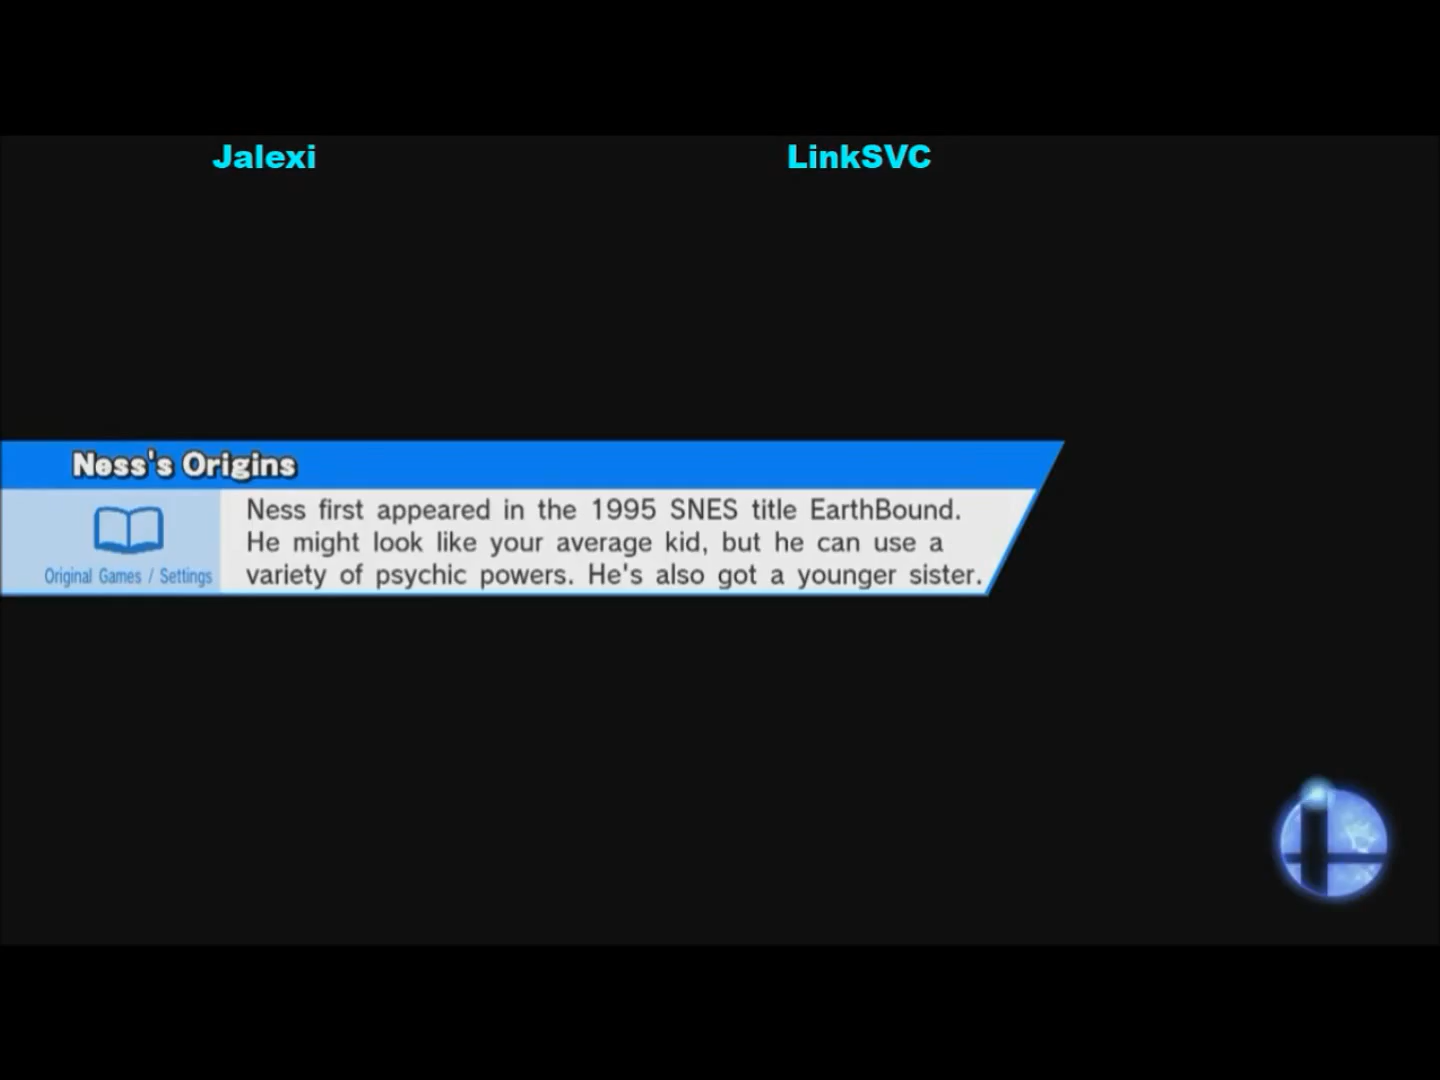 Jalexi LinkSVC
Ness's Origins
Ness first appeared in the 1995 SNES title EarthBound.
He might look like your average kid, but he can use a
variety of psychic powers. He's also got a younger sister.
Original Games / Settings